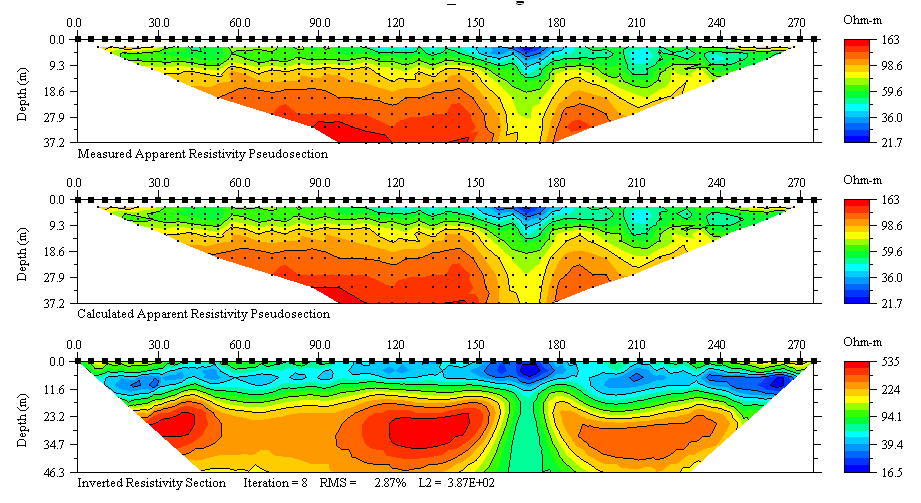 0.0 30.0 60.0 90.0 120 150 180 210 240 270
Ohm-m
Depth (m)
0.0
9.3
18.6
27.9
37.2
163
98.6
59.6
36.0
21.7
Measured Apparent Resistivity Pseudosection
0.0 30.0 60.0 90.0 120 150 180 210 240 270
Ohm-m
Depth (m)
0.0
9.3
18.6
27.9
37.2
163
98.6
59.6
36.0
21.7
Calculated Apparent Resistivity Pseudosection
0.0 30.0 60.0 90.0 120 150 180 210 240 270
Ohm-m
Depth (m)
0.0
11.6
23.2
34.7
46.3
535
224
94.1
39.4
16.5
Inverted Resistivity Section Iteration = 8 RMS = 2.87% L2 = 3.87E+02